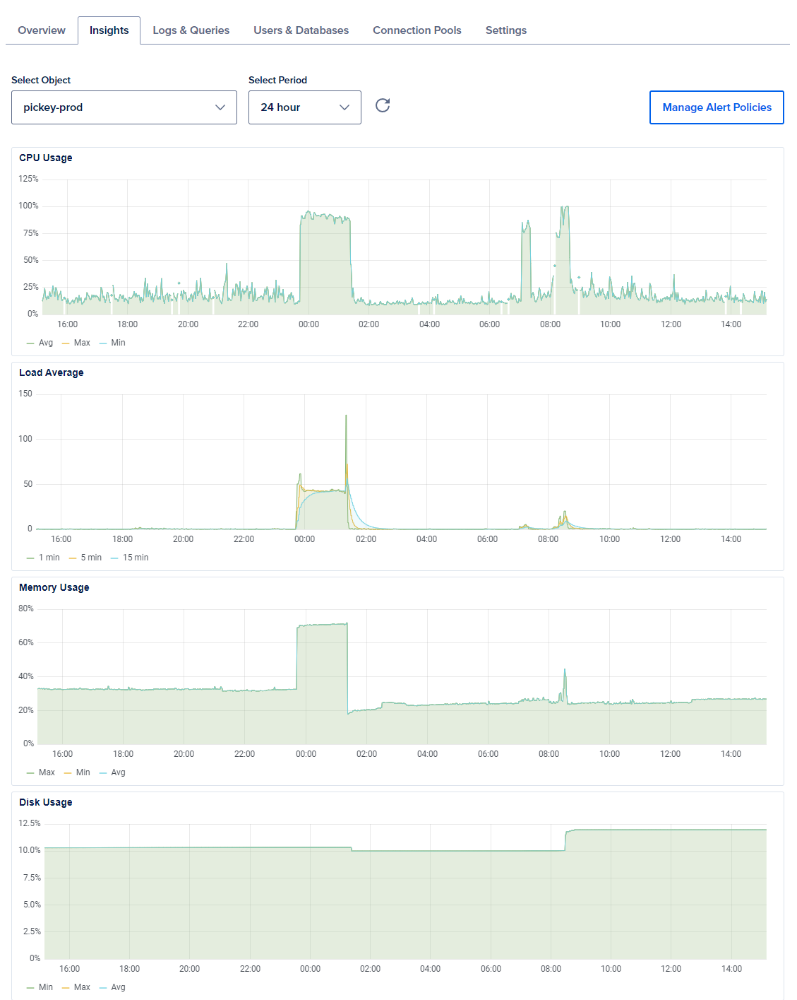 Overview Insights Logs & Queries Users & Databases Connection Pools Settings
Select Object Select Period
pickey-prod 24 hour Manage Alert Policies
CPU Usage
125%
100%
75%
50%
25%
0%
16:00 18:00 20:00 22:00 00:00 02:00 04:00 06:00 08:00 10:00 12:00 14:00
Avg Max Min
Load Average
150
100
50
0
16:00 18:00 20:00 22:00 00:00 02:00 04:00 06:00 08:00 10:00 12:00 14:00
1 min 5 min 15 min
Memory Usage
80%
60%
40%
20%
0%
16:00 18:00 20:00 22:00 00:00 02:00 04:00 06:00 08:00 10:00 12:00 14:00
Max Min Avg
Disk Usage
12.5%
10.0%
7.5%
5.0%
2.5%
0%
16:00 18:00 20:00 22:00 00:00 02:00 04:00 06:00 08:00 10:00 12:00 14:00
Min Max Avg